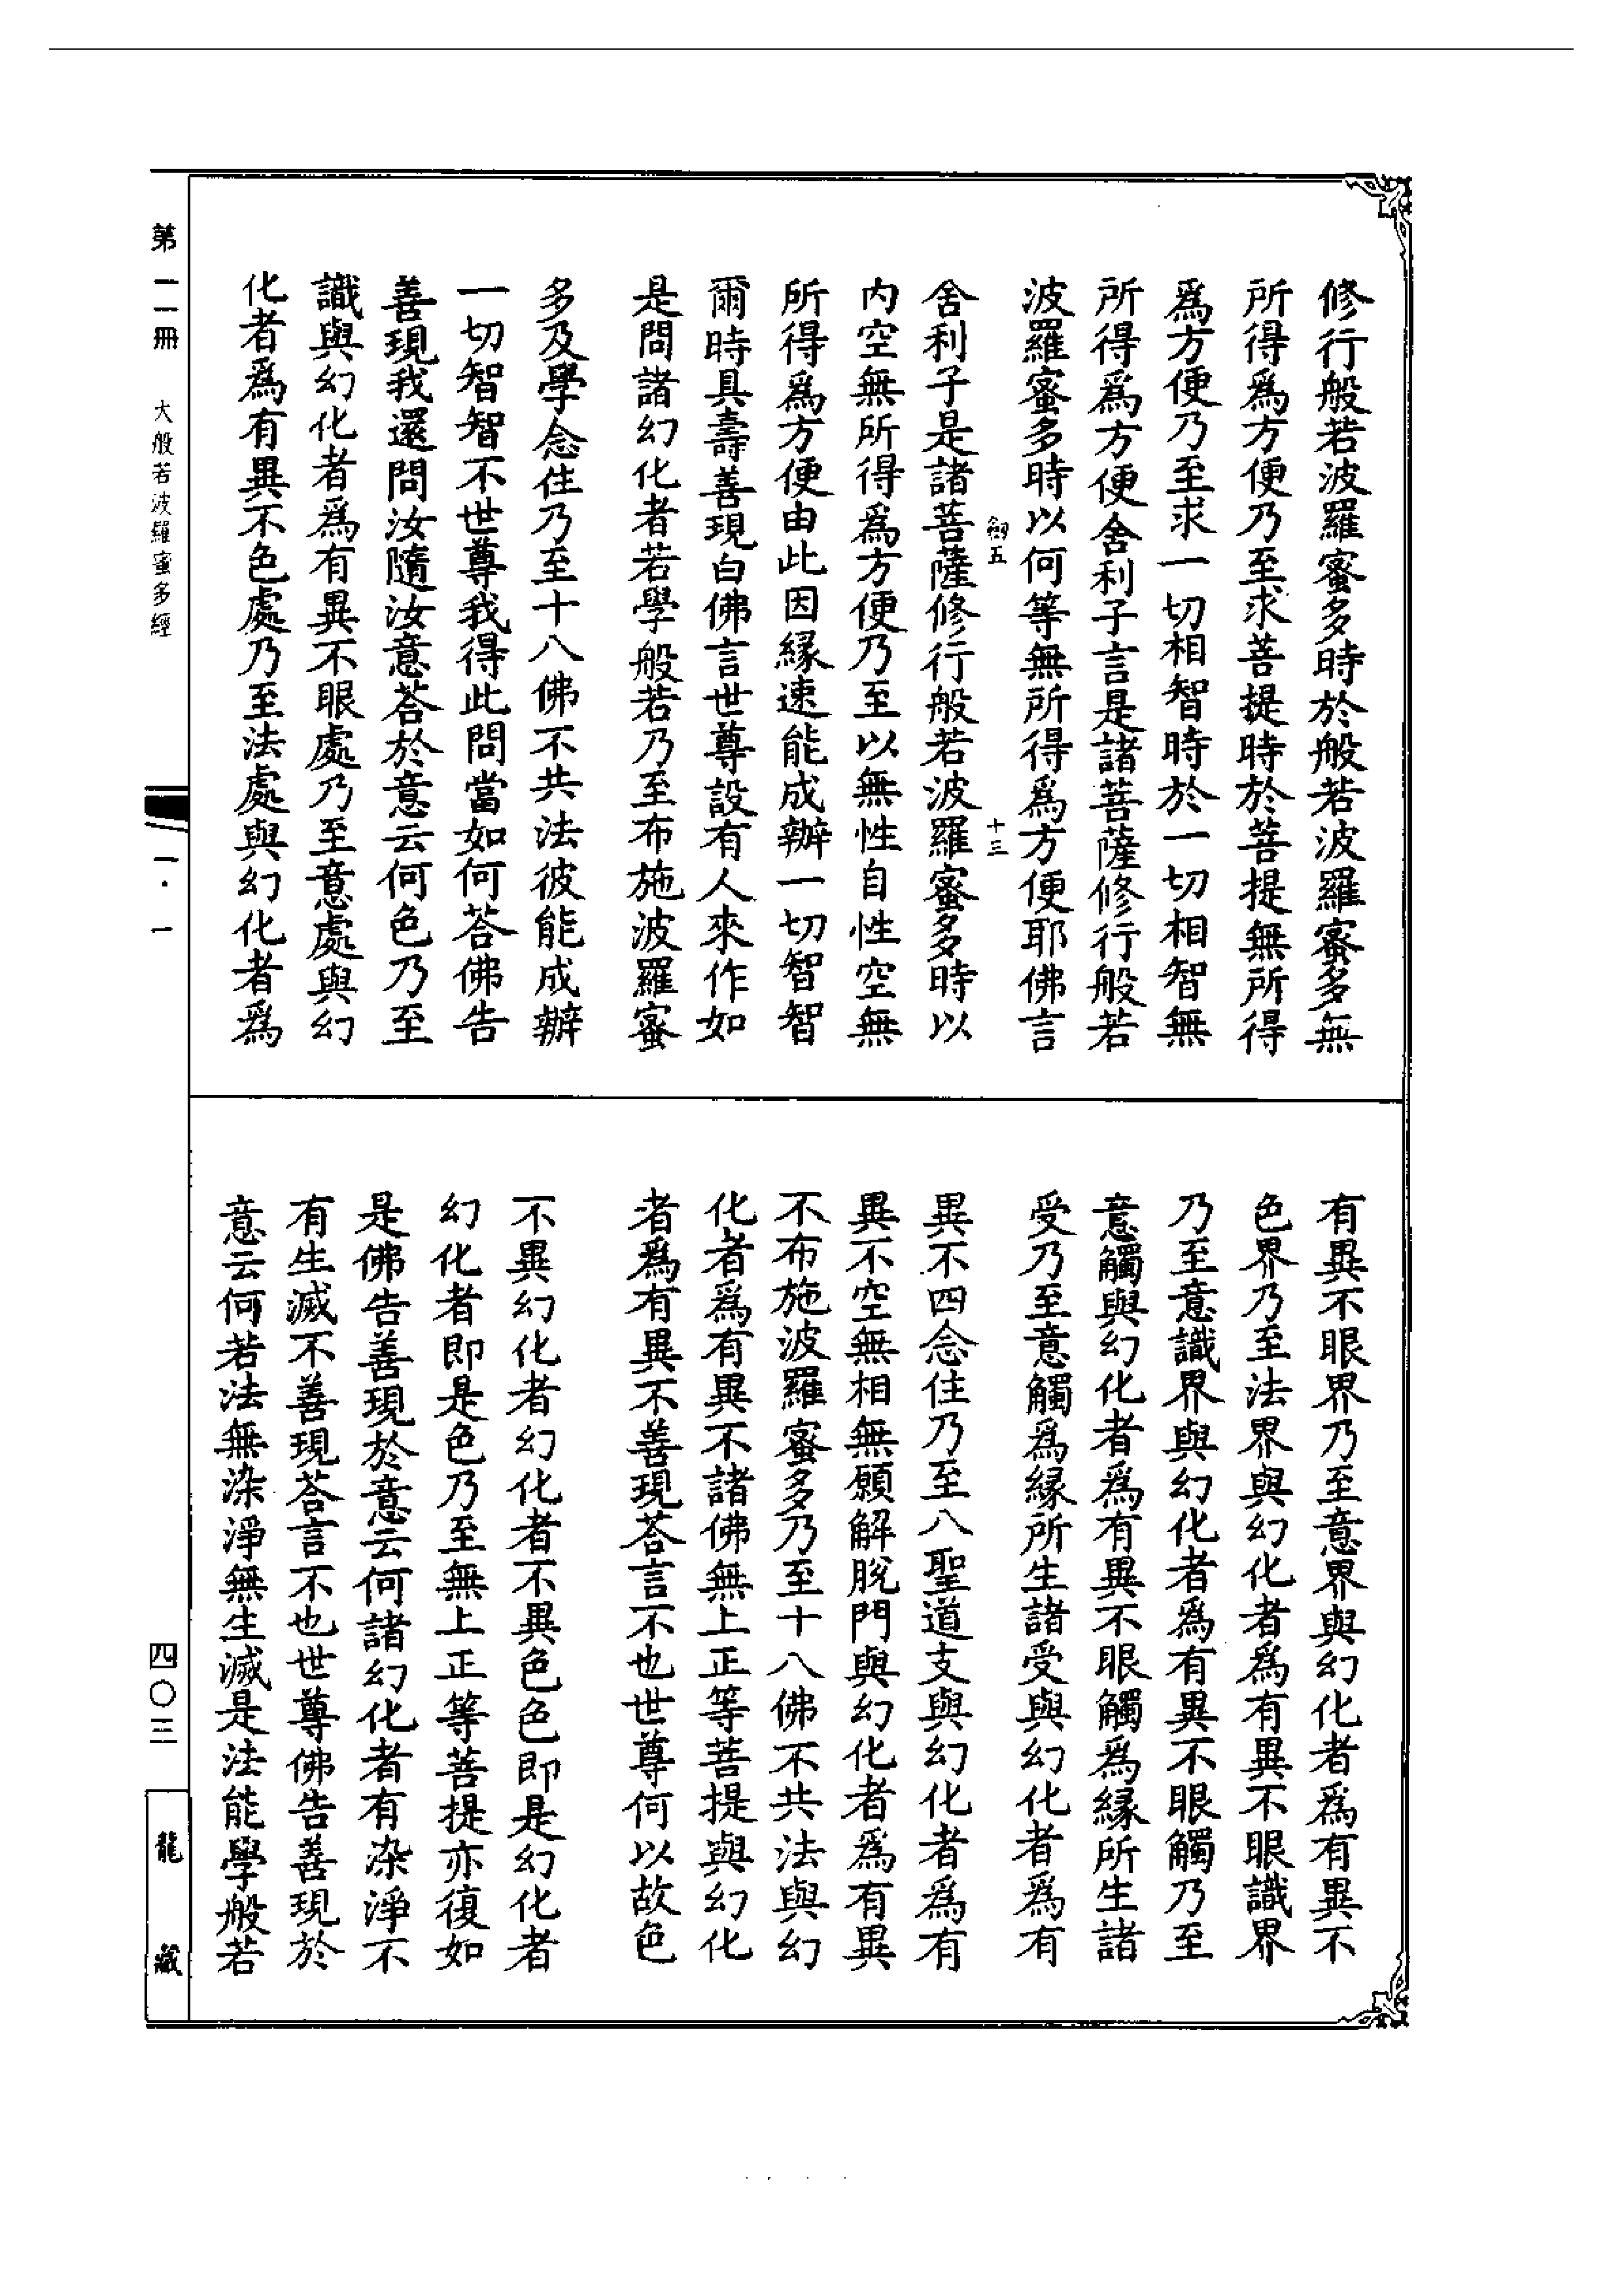 修行般若波羅蜜多時於般若波羅蜜多無
所得爲方便乃至求菩提時於菩提無所得
爲方便乃至求一切相智時於一切相智無
所得爲方便舍利子言是諸菩薩修行般若
波羅蜜多時以何等無所得爲方便耶佛言
劒五 十三
舍利子是諸菩薩修行般若波羅蜜多時以
内空無所得爲方便乃至以無性自性空無
所得爲方便由此因緣速能成辦一切智智
爾時具壽善現白佛言世尊設有人來作如
是問諸幻化者若學般若乃至布施波羅蜜
多及學念住乃至十八佛不共法彼能成辦
一切智智不世尊我得此問當如何荅佛告
善現我還問汝隨汝意荅於意云何色乃至
識與幻化者爲有異不眼處乃至意處與幻
化者爲有異不色處乃至法處與幻化者爲
有異不眼界乃至意界與幻化者爲有異不
色界乃至法界與幻化者爲有異不眼識界
乃至意識界與幻化者爲有異不眼觸乃至
意觸與幻化者爲有異不眼觸爲緣所生諸
受乃至意觸爲緣所生諸受與幻化者爲有
異不四念住乃至八聖道支與幻化者爲有
異不空無相無願解脫門與幻化者爲有異
不布施波羅蜜多乃至十八佛不共法與幻
化者爲有異不諸佛無上正等菩提與幻化
者爲有異不善現荅言不也世尊何以故色
不異幻化者幻化者不異色色即是幻化者
幻化者即是色乃至無上正等菩提亦復如
是佛告善現於意云何諸幻化者有染淨不
有生滅不善現荅言不也世尊佛告善現於
意云何若法無染淨無生滅是法能學般若
第一一冊 大般若波羅蜜多經 一·一 四〇三
龍藏